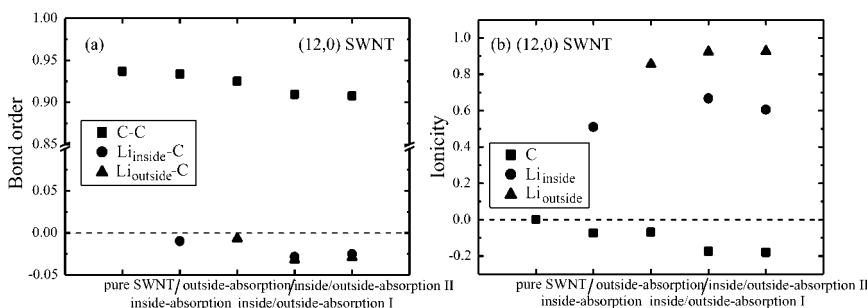 (a)
(12,0) SWNT
0.95
0.90
0.85
0.05
0.00
-0.05
Bond order
C-C
Li_inside-C
Li_outside-C
pure SWNT/outside-absorption/inside/outside-absorption II
inside-absorption inside/outside-absorption I
(b) (12,0) SWNT
1.0
0.8
0.6
0.4
0.2
0.0
-0.2
Ionicity
C
Li_inside
Li_outside
pure SWNT/outside-absorption/inside/outside-absorption II
inside-absorption inside/outside-absorption I